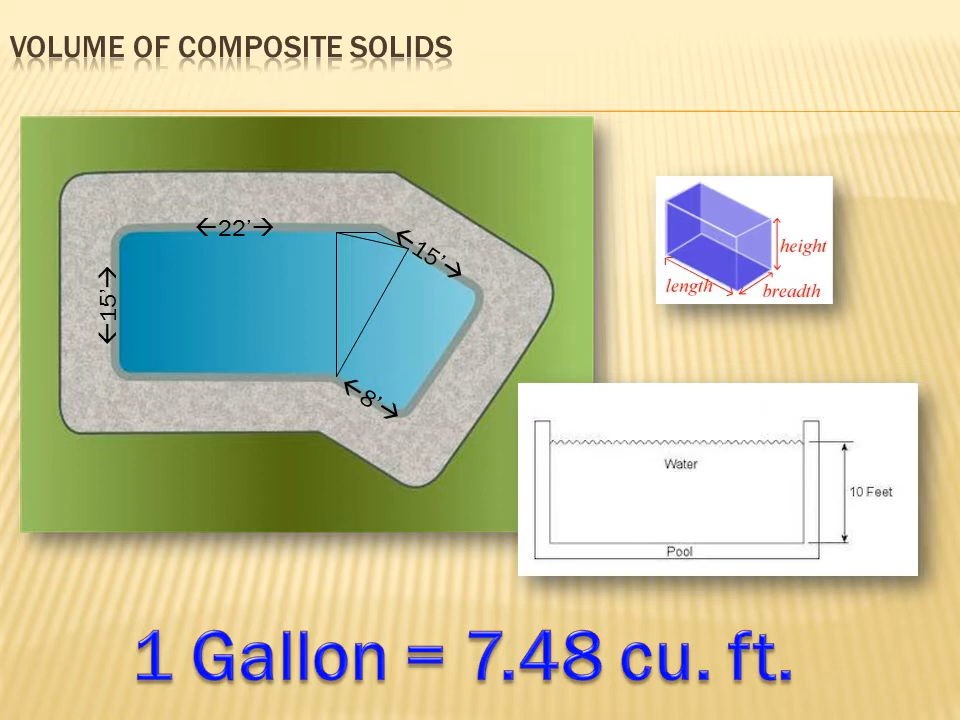 VOLUME OF COMPOSITE SOLIDS
←22’→
←15’→
←15’→
←8’→
height
length
breadth
Water
10 Feet
Pool
1 Gallon = 7.48 cu. ft.